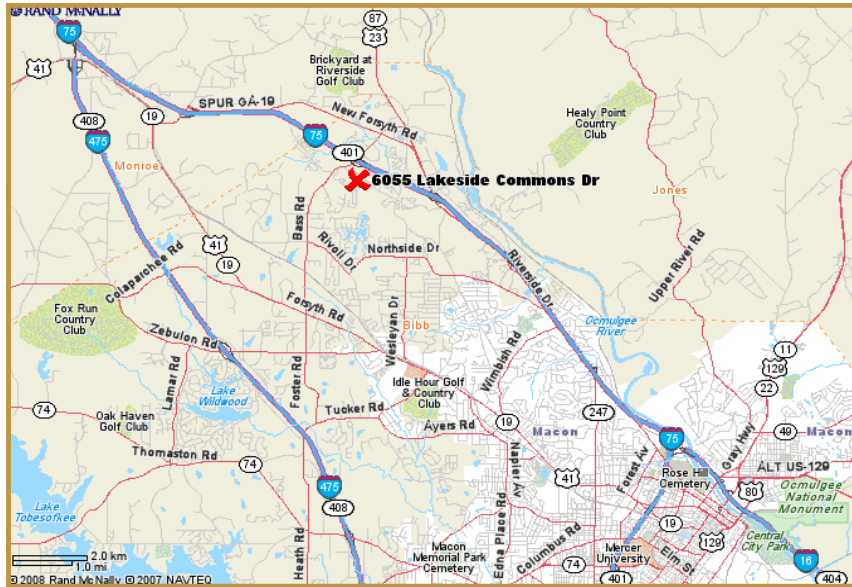 RAND MCNALLY
75
41
87
23
Brickyard at
Riverside
Golf Club
SPUR GA-19
New Forsyth Rd
Healy Point
Country
Club
19
408
475
75
401
Monroe
6055 Lakeside Commons Dr
Jones
Bass Rd
Rivoli Dr
Northside Dr
41
19
Colaparchee Rd
Riverside Dr
Upper River Rd
Forsyth Rd
Fox Run
Country
Club
Zebulon Rd
Wesleyan Dr
Bibb
Wimbish Rd
Ocmulgee
River
11
129
22
Lamar Rd
Foster Rd
Lake
Wildwood
Idle Hour Golf
& Country
Club
74
Oak Haven
Golf Club
Tucker Rd
Ayers Rd
19
247
Macon
75
49
Macon
Gray Hwy
Thomaston Rd
74
Napier Av
41
Forest Av
Rose Hill
Cemetery
ALT US-129
80
Ocmulgee
National
Monument
475
408
Lake
Tobesofkee
Edna Place Rd
Columbus Rd
19
129
Central
City Park
Heath Rd
Macon
Memorial Park
Cemetery
74
Mercer
University
Elm St
401
16
404
2.0 km
1.0 mi
©2008 Rand McNally ©2007 NAVTEQ